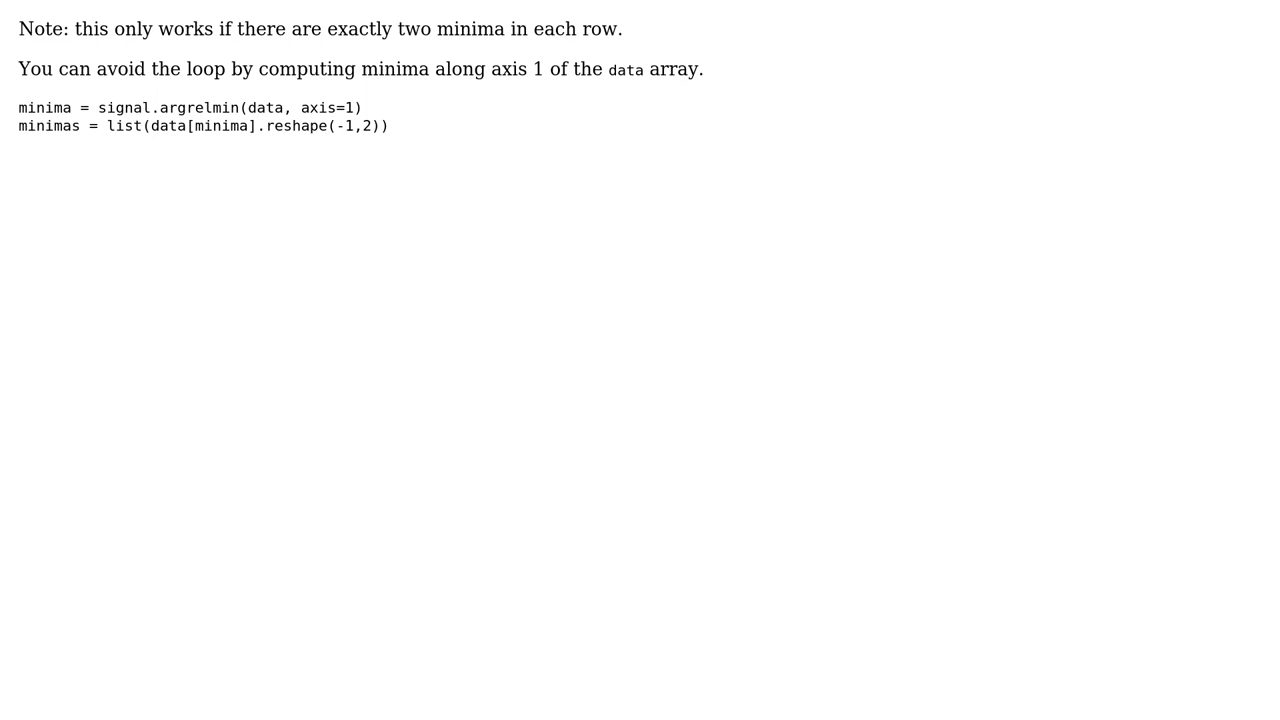 Note: this only works if there are exactly two minima in each row.
You can avoid the loop by computing minima along axis 1 of the data array.
minima = signal.argrelmin(data, axis=1)
minimas = list(data[minima].reshape(-1,2))